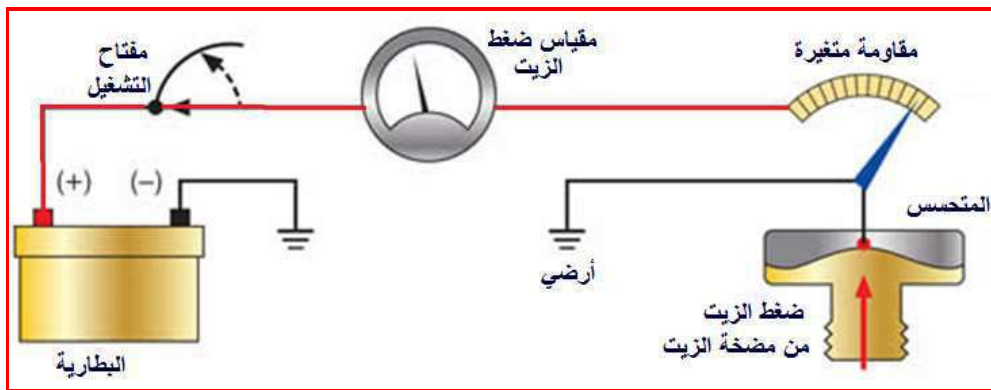 مفتاح
التشغيل
مقياس ضغط
الزيت
مقاومة متغيرة
(+)
(-)
المتحسس
أرضي
ضغط الزيت
من مضخة الزيت
البطارية